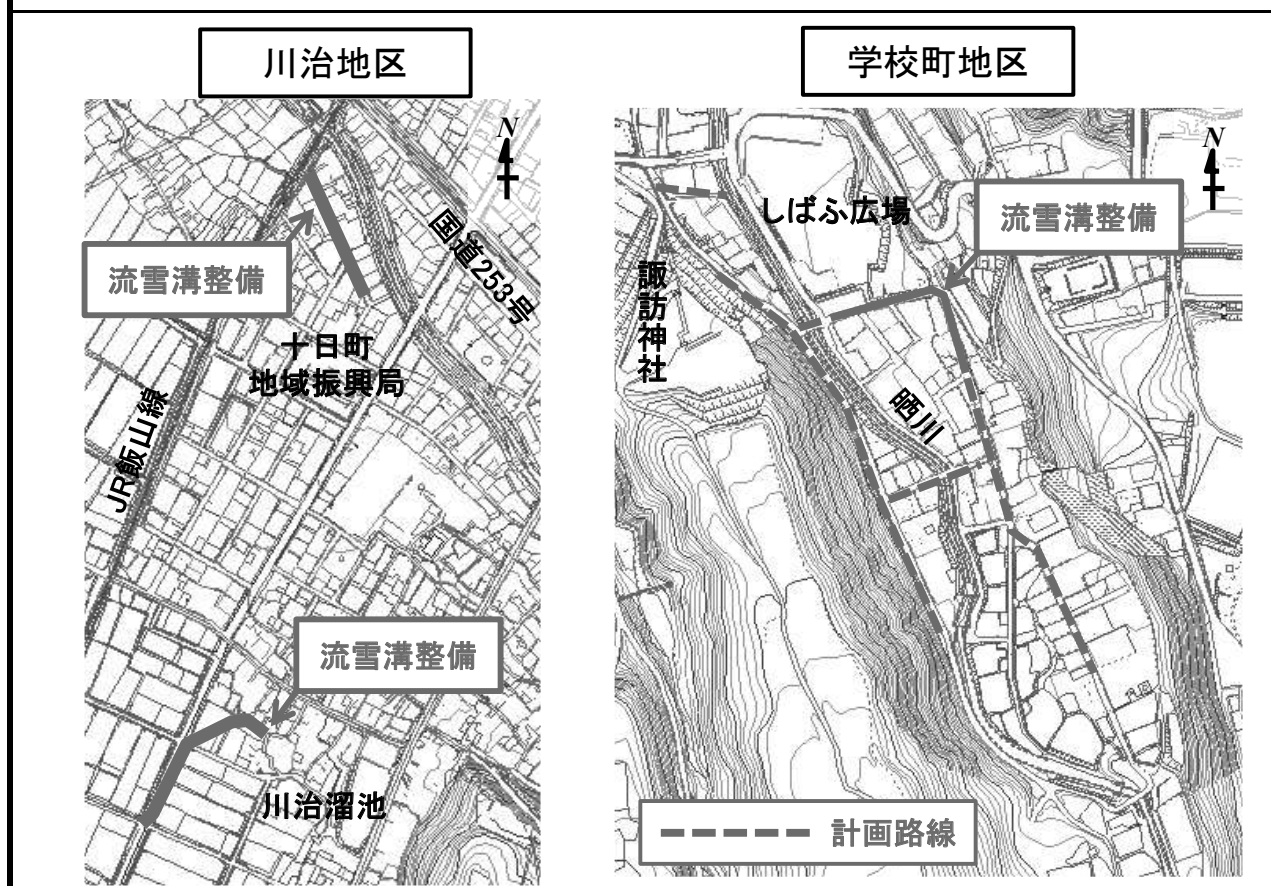 川治地区
N
流雪溝整備
国道253号
十日町
地域振興局
JR飯山線
流雪溝整備
川治溜池
学校町地区
N
しばふ広場
流雪溝整備
諏訪神社
晒川
計画路線